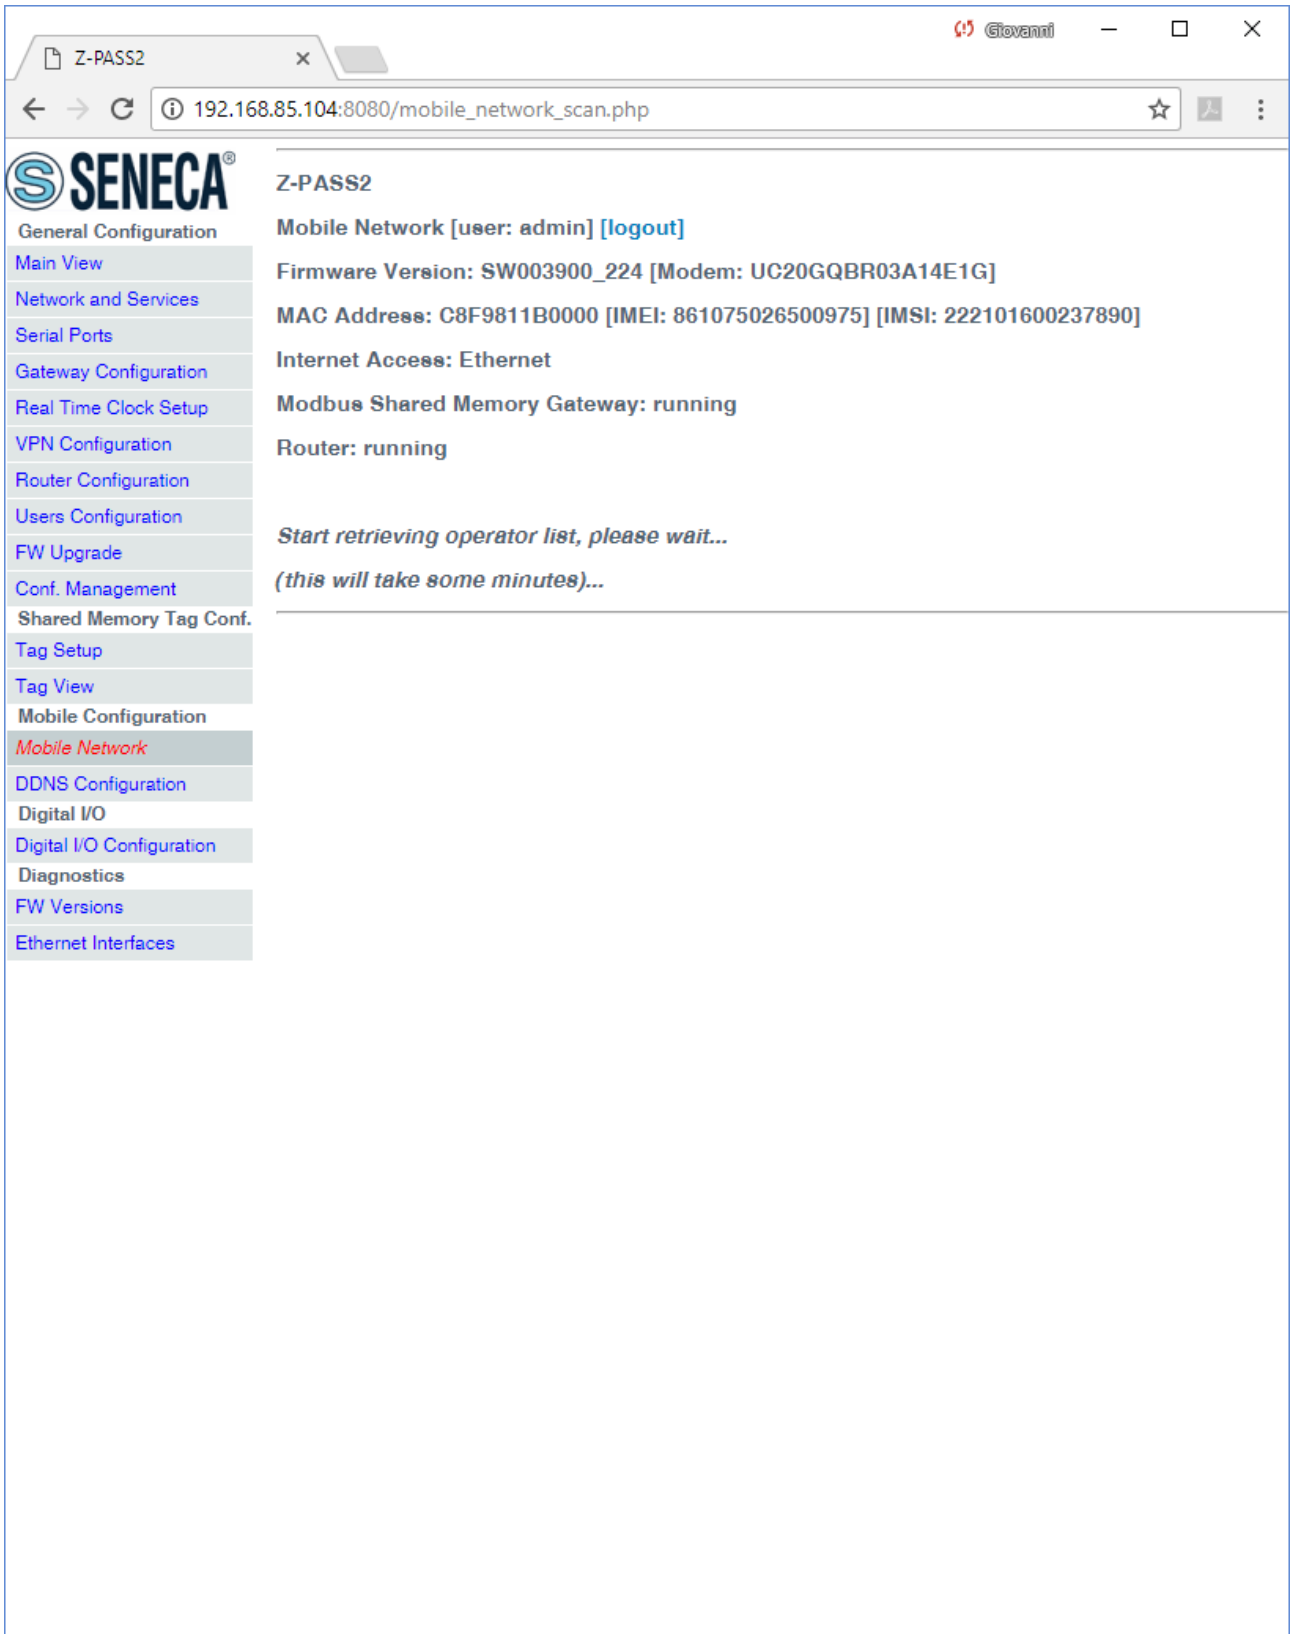 Giovanni
Z-PASS2
192.168.85.104:8080/mobile_network_scan.php
SENECA®
General Configuration
Main View
Network and Services
Serial Ports
Gateway Configuration
Real Time Clock Setup
VPN Configuration
Router Configuration
Users Configuration
FW Upgrade
Conf. Management
Shared Memory Tag Conf.
Tag Setup
Tag View
Mobile Configuration
Mobile Network
DDNS Configuration
Digital I/O
Digital I/O Configuration
Diagnostics
FW Versions
Ethernet Interfaces
Z-PASS2
Mobile Network [user: admin] [logout]
Firmware Version: SW003900_224 [Modem: UC20GQBR03A14E1G]
MAC Address: C8F9811B0000 [IMEI: 861075026500975] [IMSI: 222101600237890]
Internet Access: Ethernet
Modbus Shared Memory Gateway: running
Router: running
Start retrieving operator list, please wait...
(this will take some minutes)...